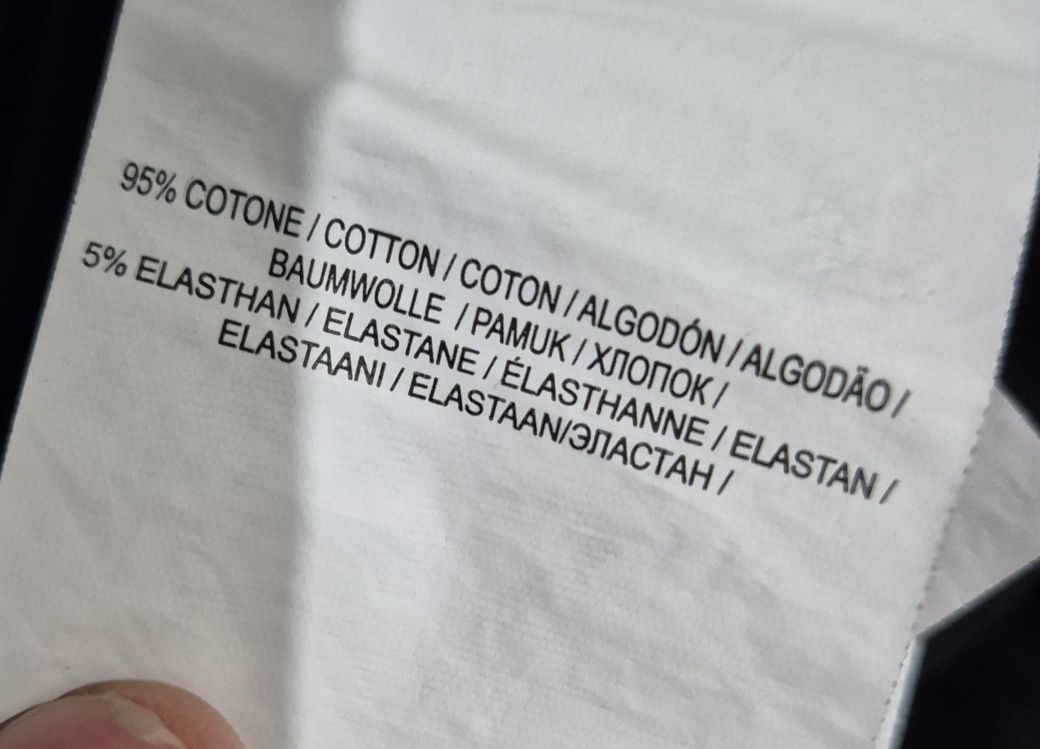 95% COTONE / COTTON / COTON / ALGODÓN / ALGODÃO /
BAUMWOLLE / PAMUK / ХЛОПОК /
5% ELASTHAN / ELASTANE / ÉLASTHANNE / ELASTAN /
ELASTAANI / ELASTAAN/ЭЛАСТАН /